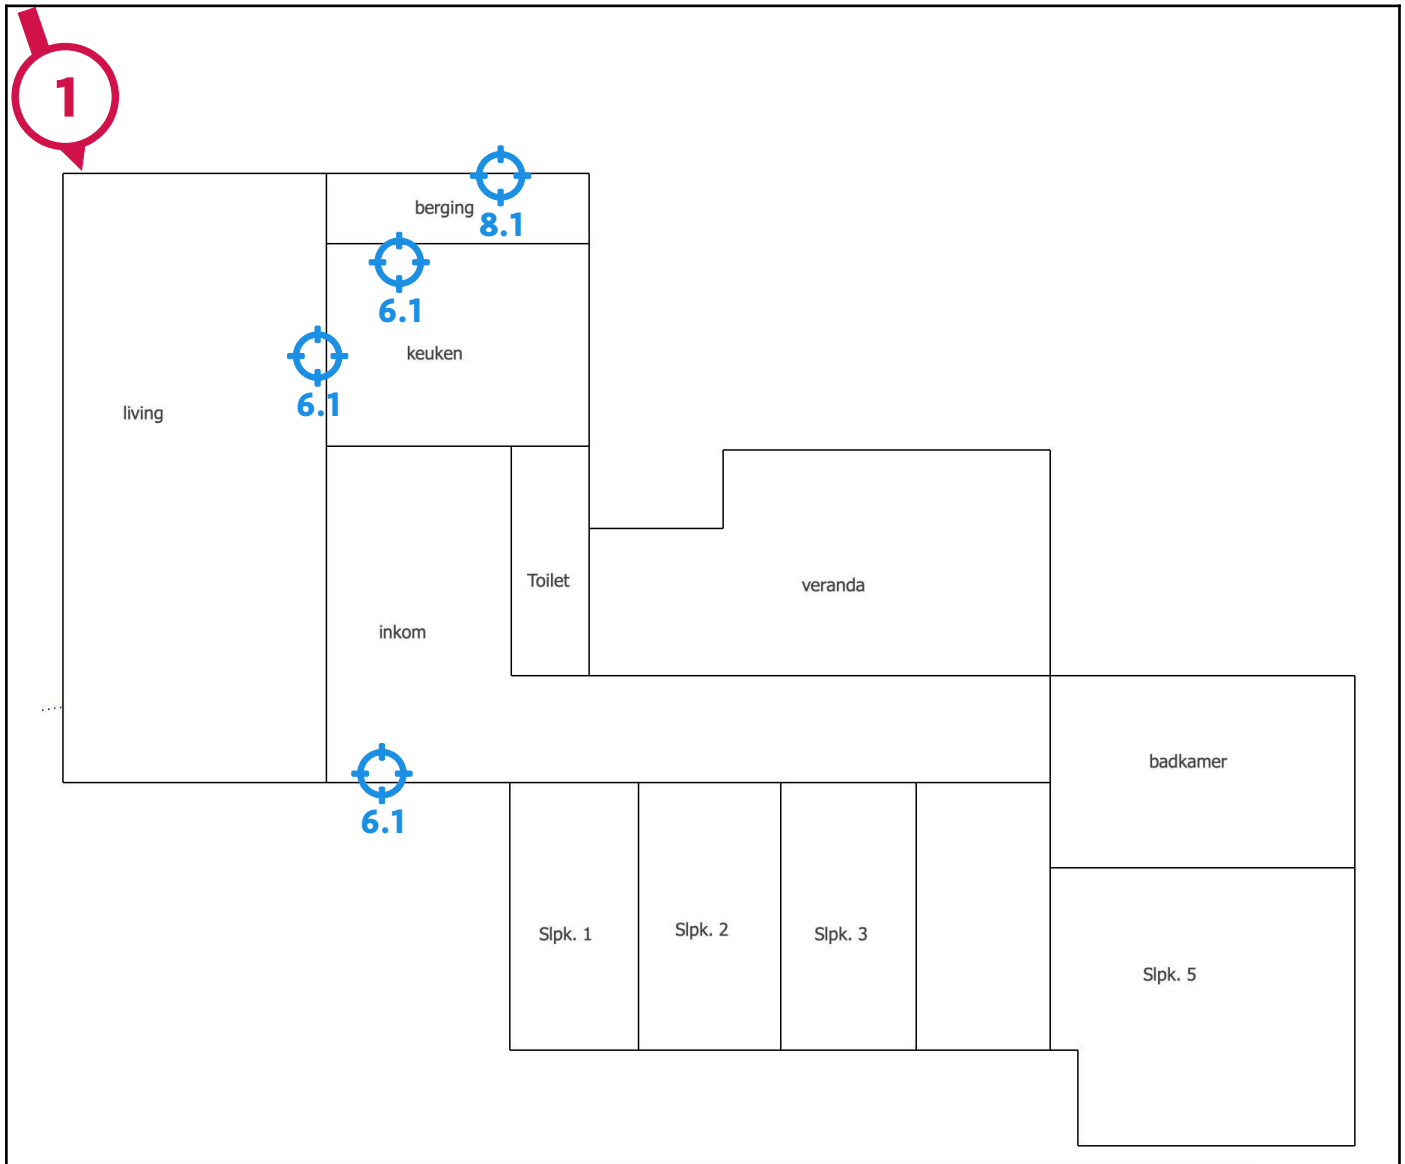 1
berging
8.1
6.1
keuken
6.1
living
Toilet
veranda
inkom
badkamer
6.1
Slpk. 1
Slpk. 2
Slpk. 3
Slpk. 5